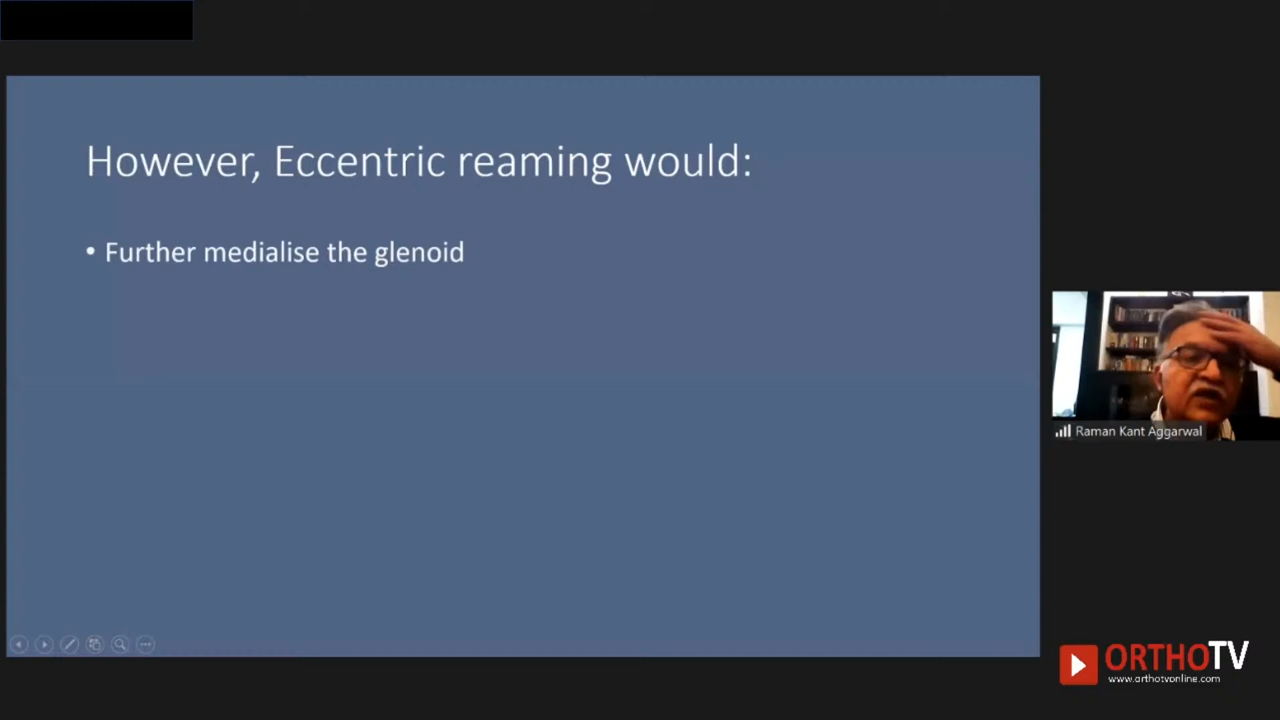 However, Eccentric reaming would:
• Further medialise the glenoid
Raman Kant Aggarwal
ORTHOTV
www.orthotvonline.com